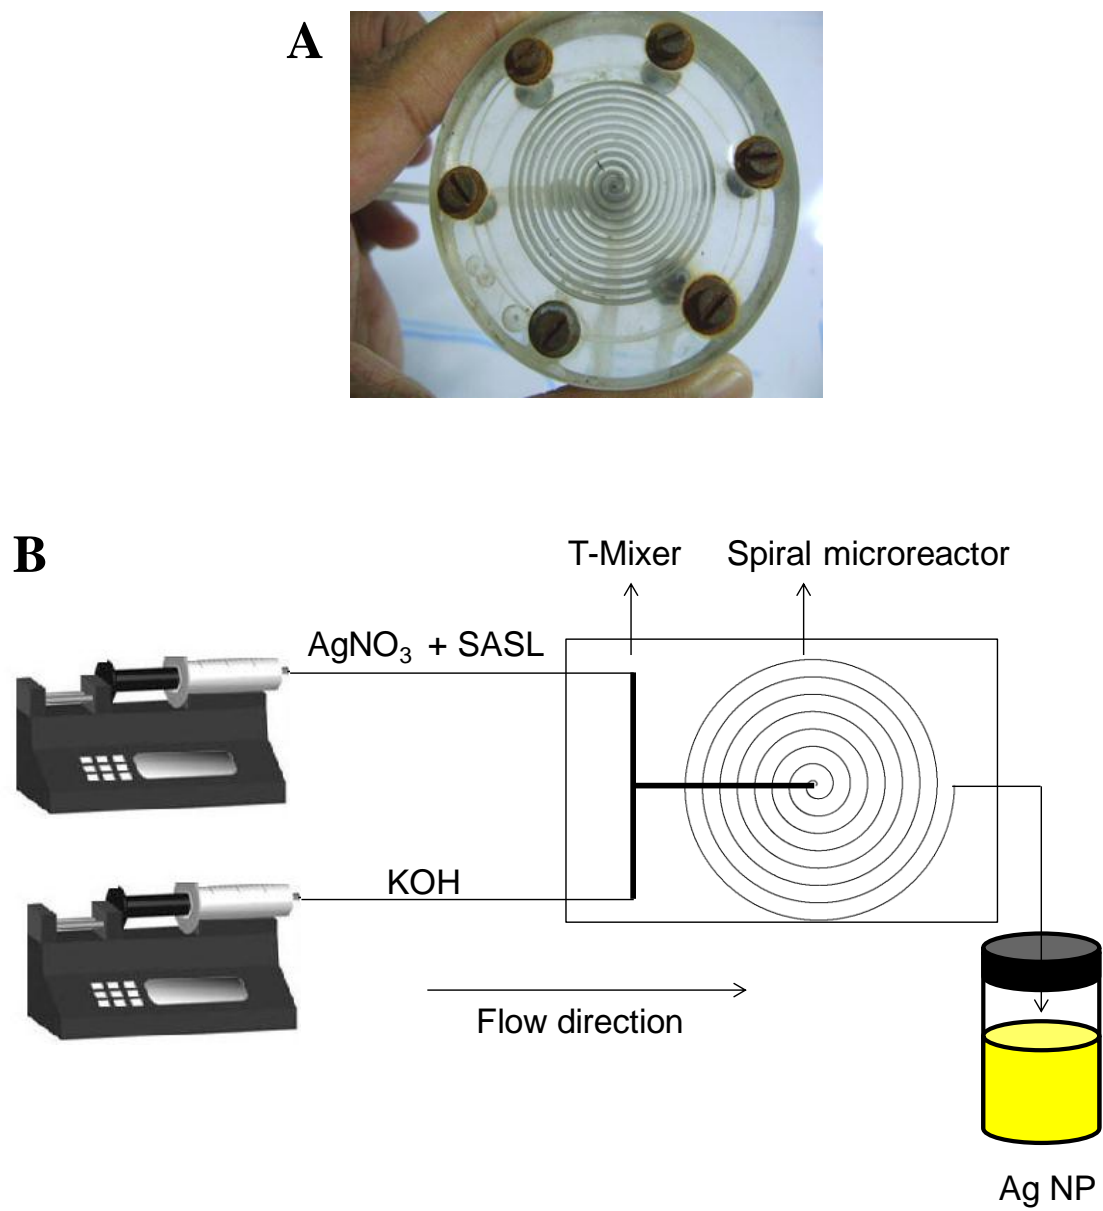 A
B
T-Mixer
Spiral microreactor
AgNO₃ + SASL
KOH
Flow direction
Ag NP